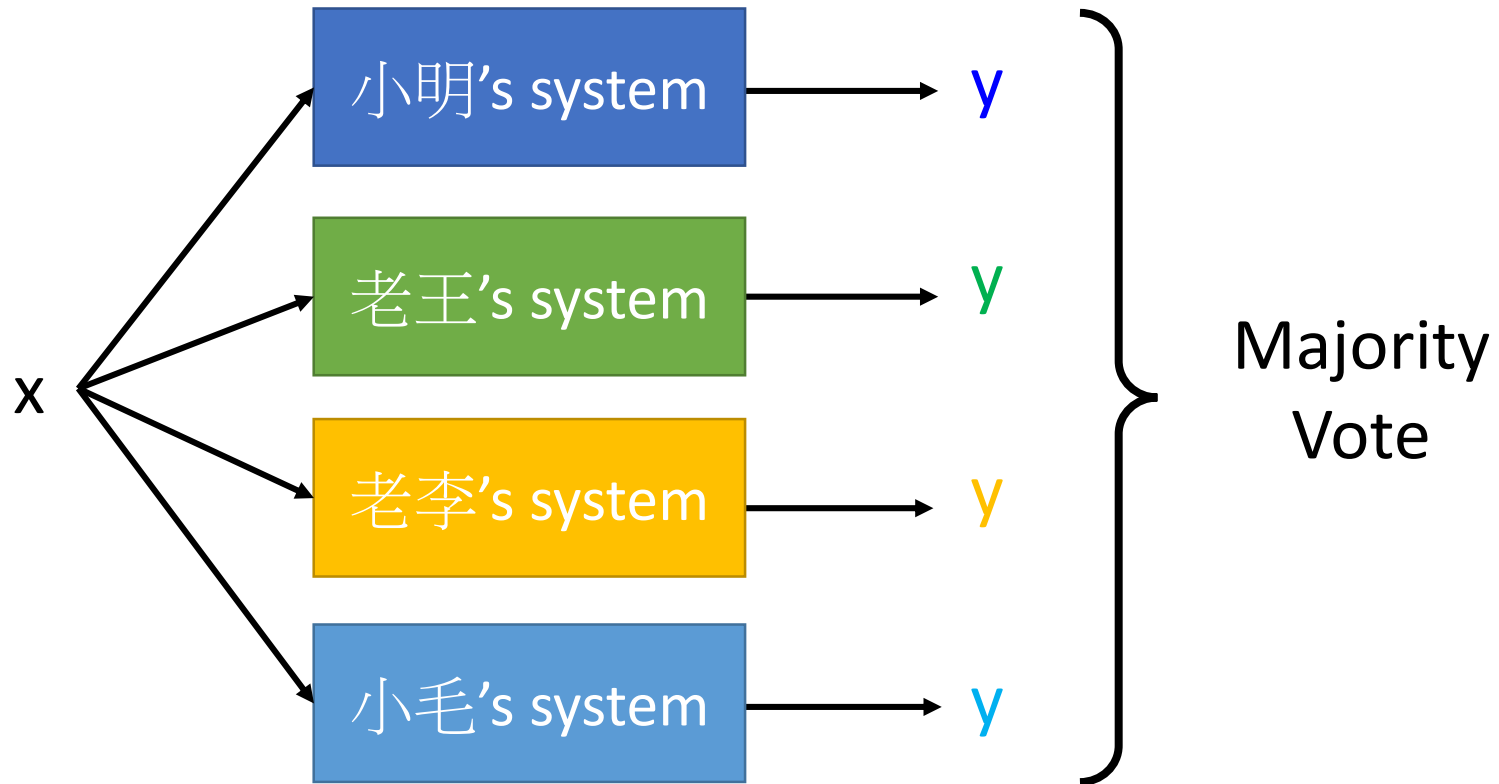 小明’s system
y
老王’s system
y
x
老李’s system
y
小毛’s system
y
Majority
Vote